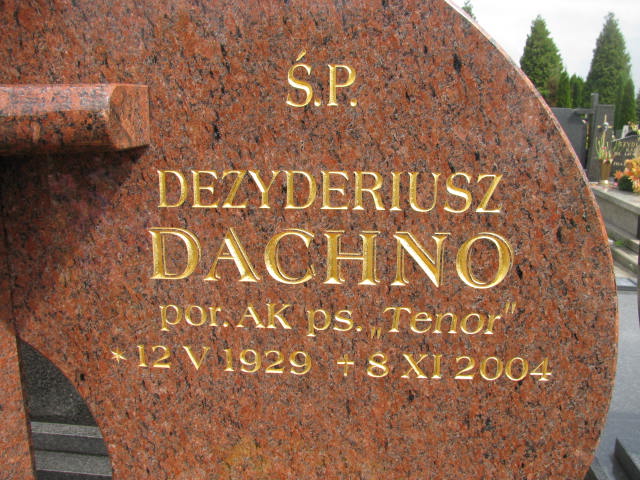 Ś.P.
DEZYDERIUSZ
DACHNO
por. AK ps. „Tenor"
* 12 V 1929 + 8 XI 2004